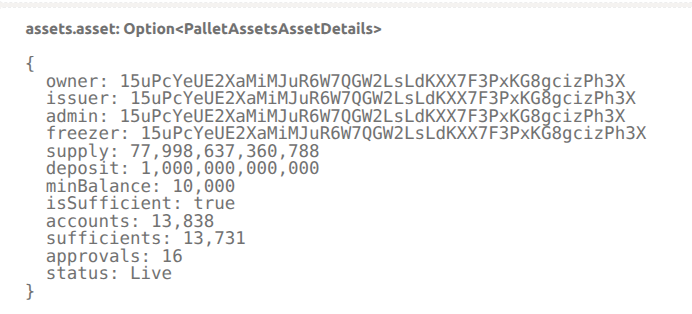 assets.asset: Option<PalletAssetsAssetDetails>
{
owner: 15uPcYeUE2XaMiMJuR6W7QGW2LsLdKXX7F3PxKG8gcizPh3X
issuer: 15uPcYeUE2XaMiMJuR6W7QGW2LsLdKXX7F3PxKG8gcizPh3X
admin: 15uPcYeUE2XaMiMJuR6W7QGW2LsLdKXX7F3PxKG8gcizPh3X
freezer: 15uPcYeUE2XaMiMJuR6W7QGW2LsLdKXX7F3PxKG8gcizPh3X
supply: 77,998,637,360,788
deposit: 1,000,000,000,000
minBalance: 10,000
isSufficient: true
accounts: 13,838
sufficients: 13,731
approvals: 16
status: Live
}